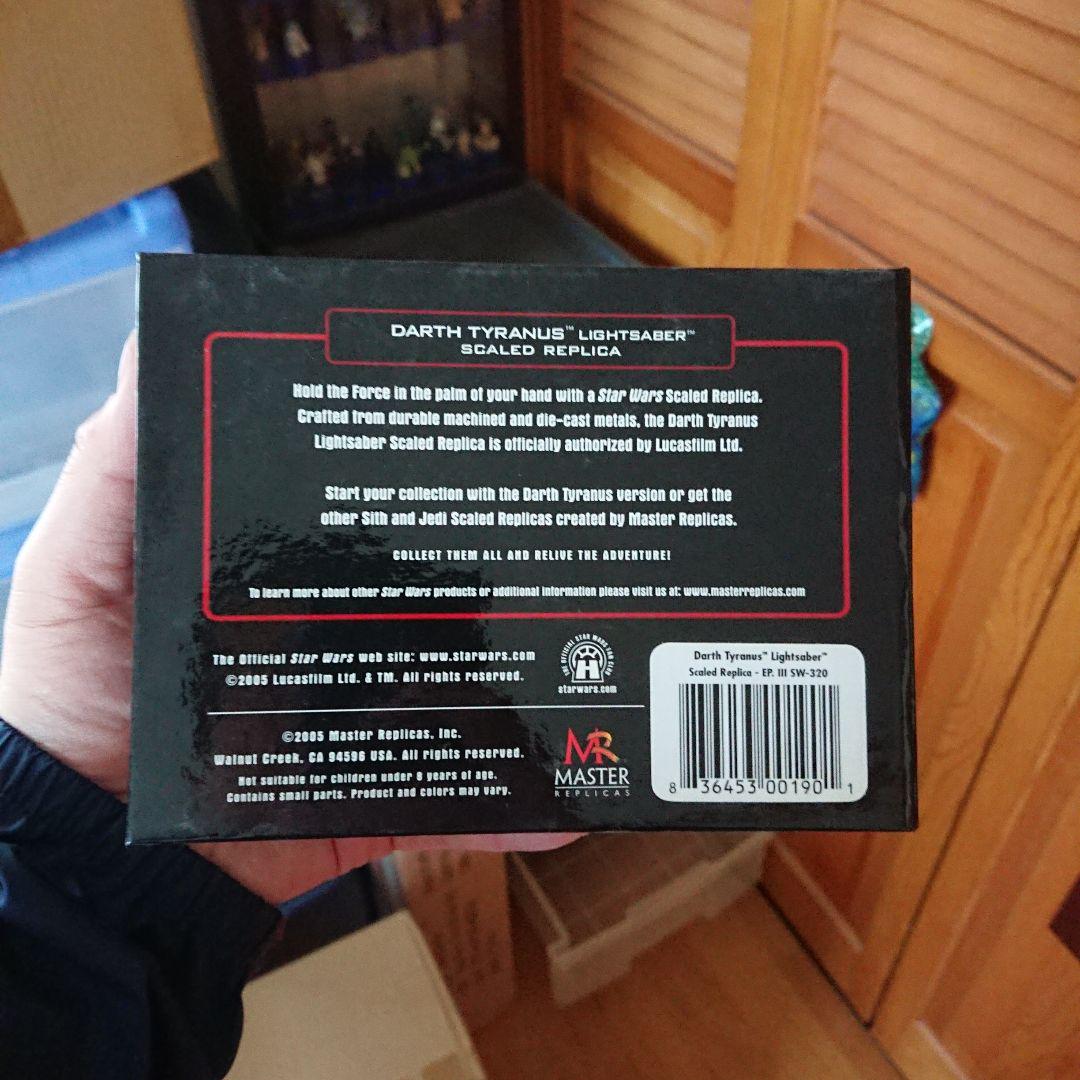 DARTH TYRANUS™ LIGHTSABER™
SCALED REPLICA
Hold the Force in the palm of your hand with a Star Wars Scaled Replica.
Crafted from durable machined and die-cast metals, the Darth Tyranus
Lightsaber Scaled Replica is officially authorized by Lucasfilm Ltd.
Start your collection with the Darth Tyranus version or get the
other Sith and Jedi Scaled Replicas created by Master Replicas.
COLLECT THEM ALL AND RELIVE THE ADVENTURE!
To learn more about other Star Wars products or additional information please visit us at: www.masterreplicas.com
The Official Star Wars web site: www.starwars.com
©2005 Lucasfilm Ltd. & TM. All rights reserved.
THE OFFICIAL STAR WARS FAN CLUB
starwars.com
©2005 Master Replicas, Inc.
Walnut Creek, CA 94596 USA. All rights reserved.
Not suitable for children under 8 years of age.
Contains small parts. Product and colors may vary.
MR
MASTER
REPLICAS
Darth Tyranus™ Lightsaber™
Scaled Replica - EP. III SW-320
8 36453 00190 1